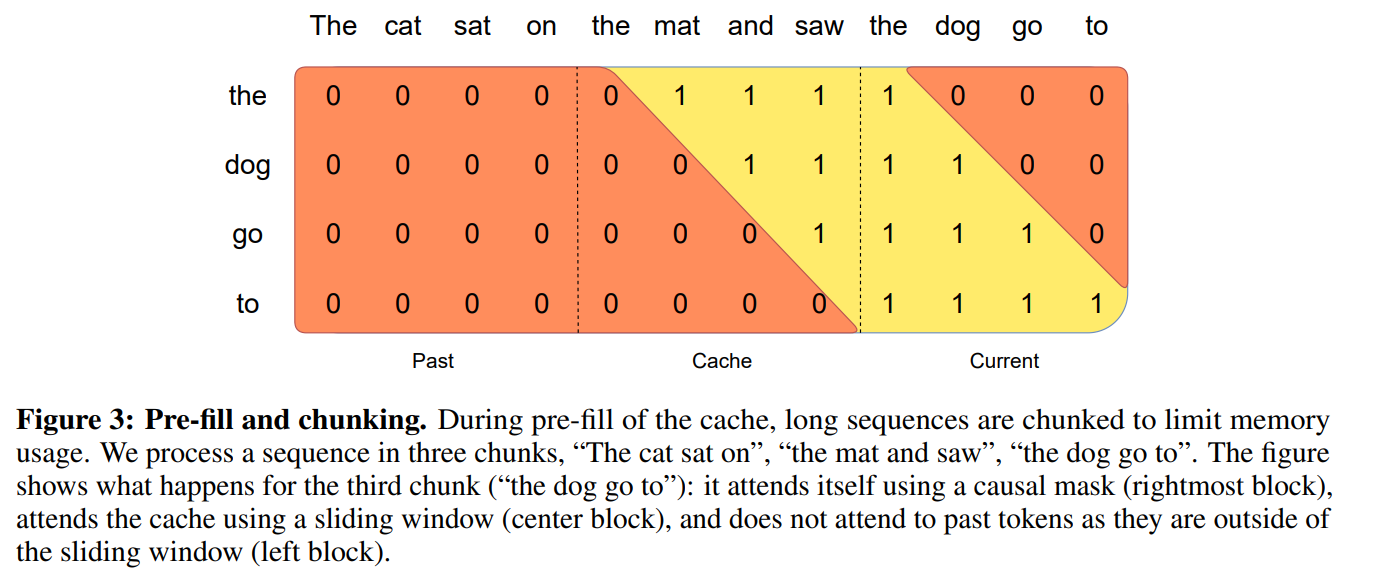 The cat sat on the mat and saw the dog go to
the 0 0 0 0 0 1 1 1 1 0 0 0
dog 0 0 0 0 0 0 1 1 1 1 0 0
go 0 0 0 0 0 0 0 1 1 1 1 0
to 0 0 0 0 0 0 0 0 1 1 1 1
Past Cache Current
Figure 3: Pre-fill and chunking. During pre-fill of the cache, long sequences are chunked to limit memory
usage. We process a sequence in three chunks, “The cat sat on”, “the mat and saw”, “the dog go to”. The figure
shows what happens for the third chunk (“the dog go to”): it attends itself using a causal mask (rightmost block),
attends the cache using a sliding window (center block), and does not attend to past tokens as they are outside of
the sliding window (left block).